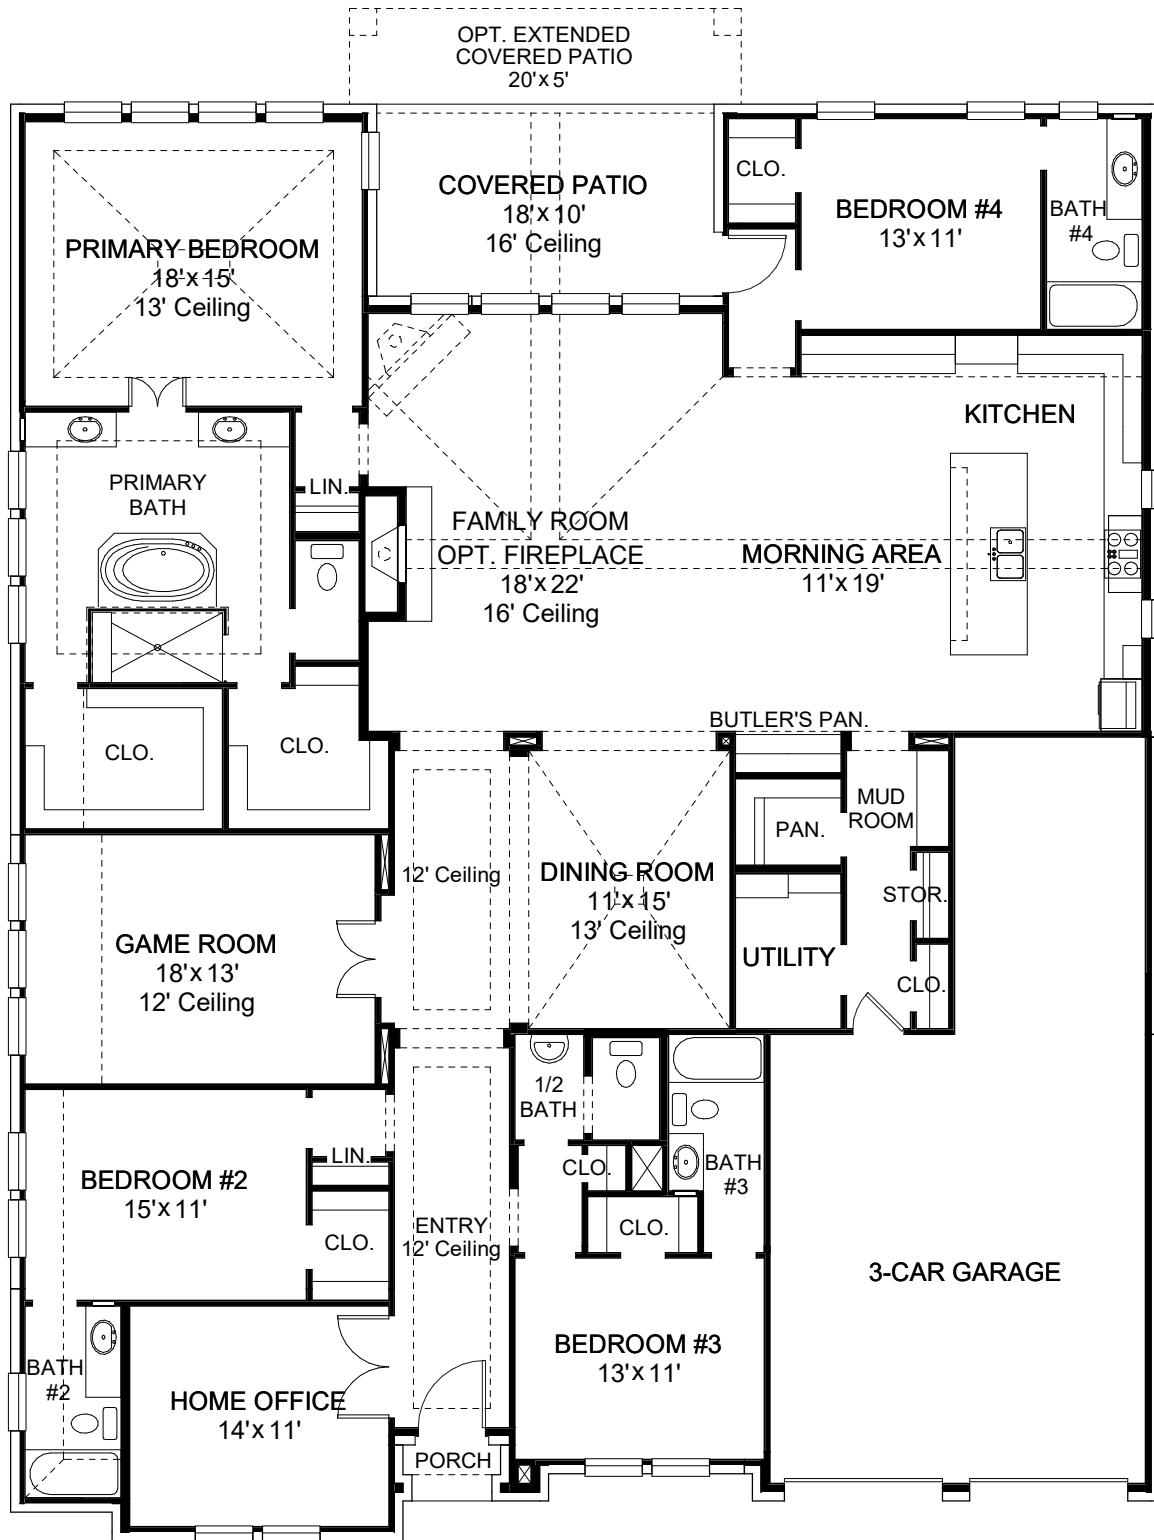 OPT. EXTENDED
COVERED PATIO
20'x 5'
COVERED PATIO
18'x 10'
16' Ceiling
CLO.
BEDROOM #4
13'x 11'
BATH
#4
PRIMARY BEDROOM
18'x 15'
13' Ceiling
KITCHEN
PRIMARY
BATH
LIN.
FAMILY ROOM
OPT. FIREPLACE
18'x 22'
16' Ceiling
MORNING AREA
11'x 19'
BUTLER'S PAN.
CLO.
CLO.
MUD
ROOM
PAN.
12' Ceiling
DINING ROOM
11'x 15'
13' Ceiling
STOR.
GAME ROOM
18'x 13'
12' Ceiling
UTILITY
CLO.
1/2
BATH
LIN.
CLO.
BATH
#3
BEDROOM #2
15'x 11'
CLO.
ENTRY
12' Ceiling
CLO.
3-CAR GARAGE
BEDROOM #3
13'x 11'
BATH
#2
HOME OFFICE
14'x 11'
PORCH